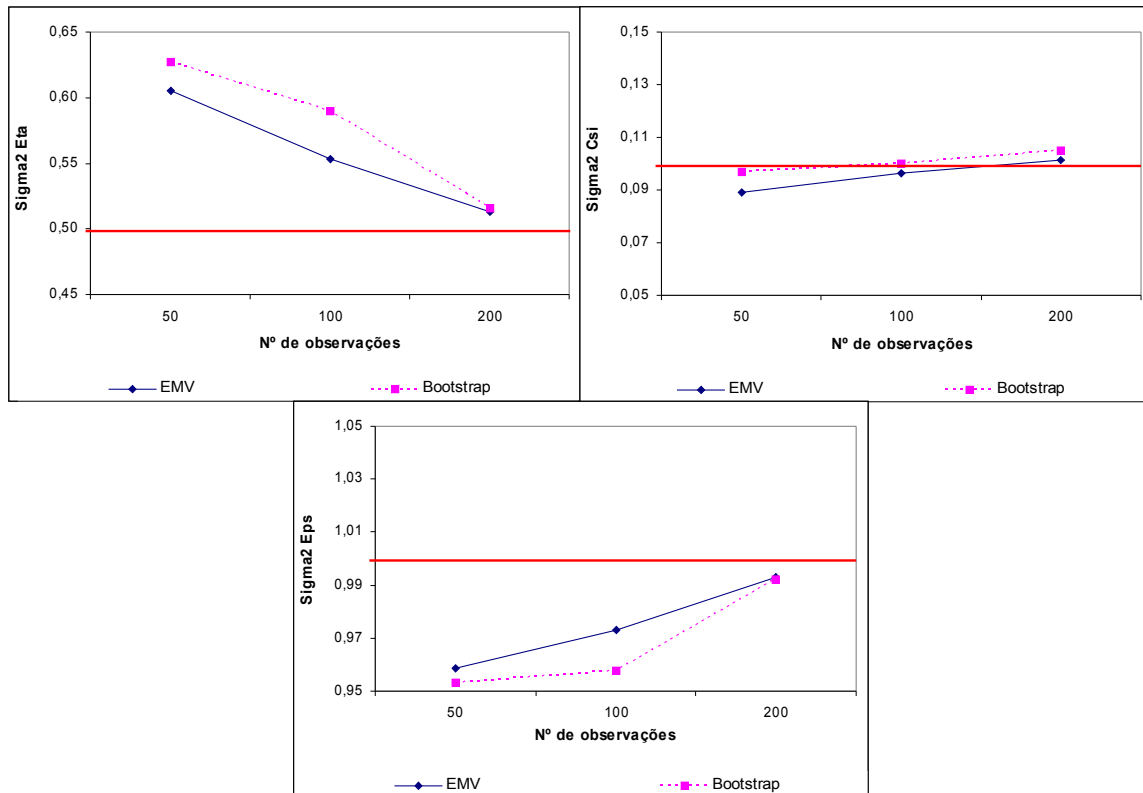 0,65
0,60
0,55
0,50
0,45
Sigma2 Eta
50 100 200
Nº de observações
EMV Bootstrap
0,15
0,13
0,11
0,09
0,07
0,05
Sigma2 Csi
50 100 200
Nº de observações
EMV Bootstrap
1,05
1,03
1,01
0,99
0,97
0,95
Sigma2 Eps
50 100 200
Nº de observações
EMV Bootstrap